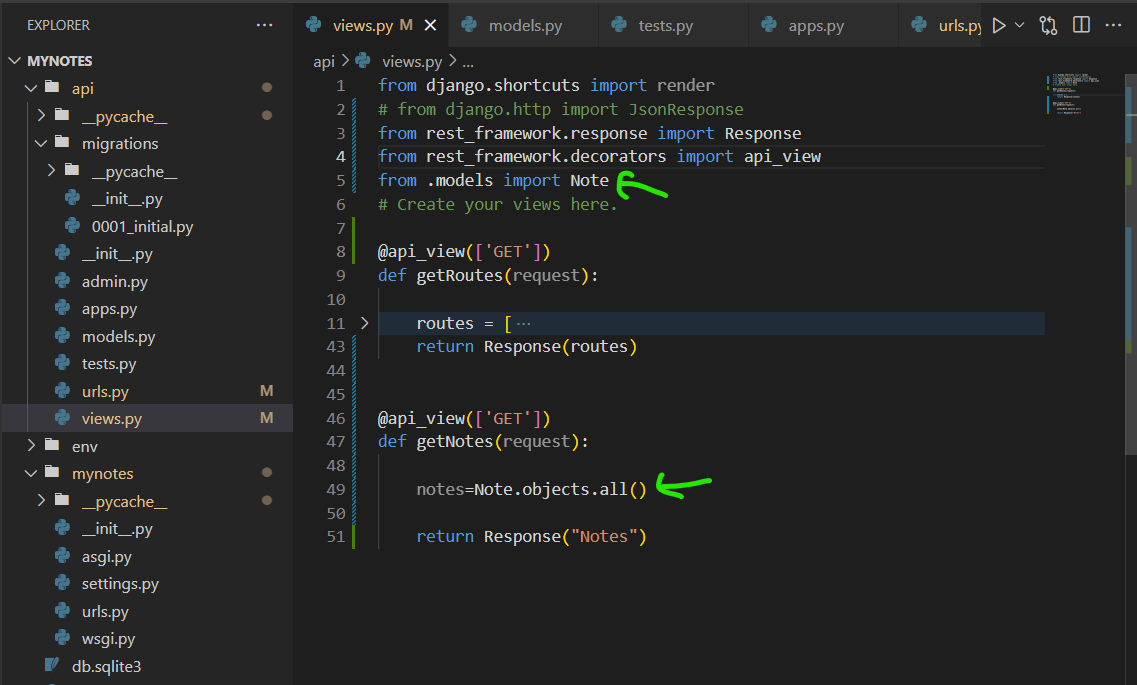 EXPLORER
···
MYNOTES
api
__pycache__
migrations
__pycache__
__init__.py
0001_initial.py
__init__.py
admin.py
apps.py
models.py
tests.py
urls.py M
views.py M
env
mynotes
__pycache__
__init__.py
asgi.py
settings.py
urls.py
wsgi.py
db.sqlite3
views.py M models.py tests.py apps.py urls.py ···
api > views.py > ...
1 from django.shortcuts import render
2 # from django.http import JsonResponse
3 from rest_framework.response import Response
4 from rest_framework.decorators import api_view
5 from .models import Note
6 # Create your views here.
7
8 @api_view(['GET'])
9 def getRoutes(request):
10
11 routes = [ ···
43 return Response(routes)
44
45
46 @api_view(['GET'])
47 def getNotes(request):
48
49 notes=Note.objects.all()
50
51 return Response("Notes")